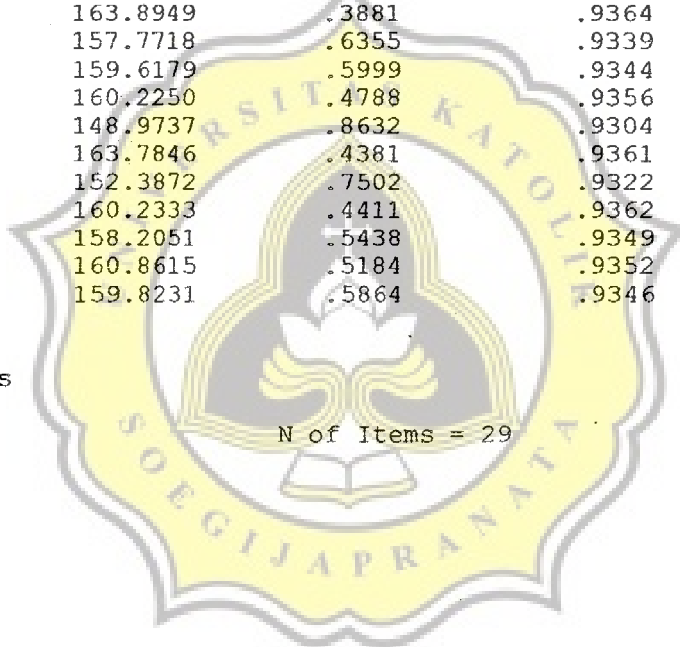 163.8949 .3881 .9364
157.7718 .6355 .9339
159.6179 .5999 .9344
160.2250 .4788 .9356
148.9737 .8632 .9304
163.7846 .4381 .9361
152.3872 .7502 .9322
160.2333 .4411 .9362
158.2051 .5438 .9349
160.8615 .5184 .9352
159.8231 .5864 .9346
s
N of Items = 29
UNIVERSITAS KATOLIK
SOEGIJAPRANATA